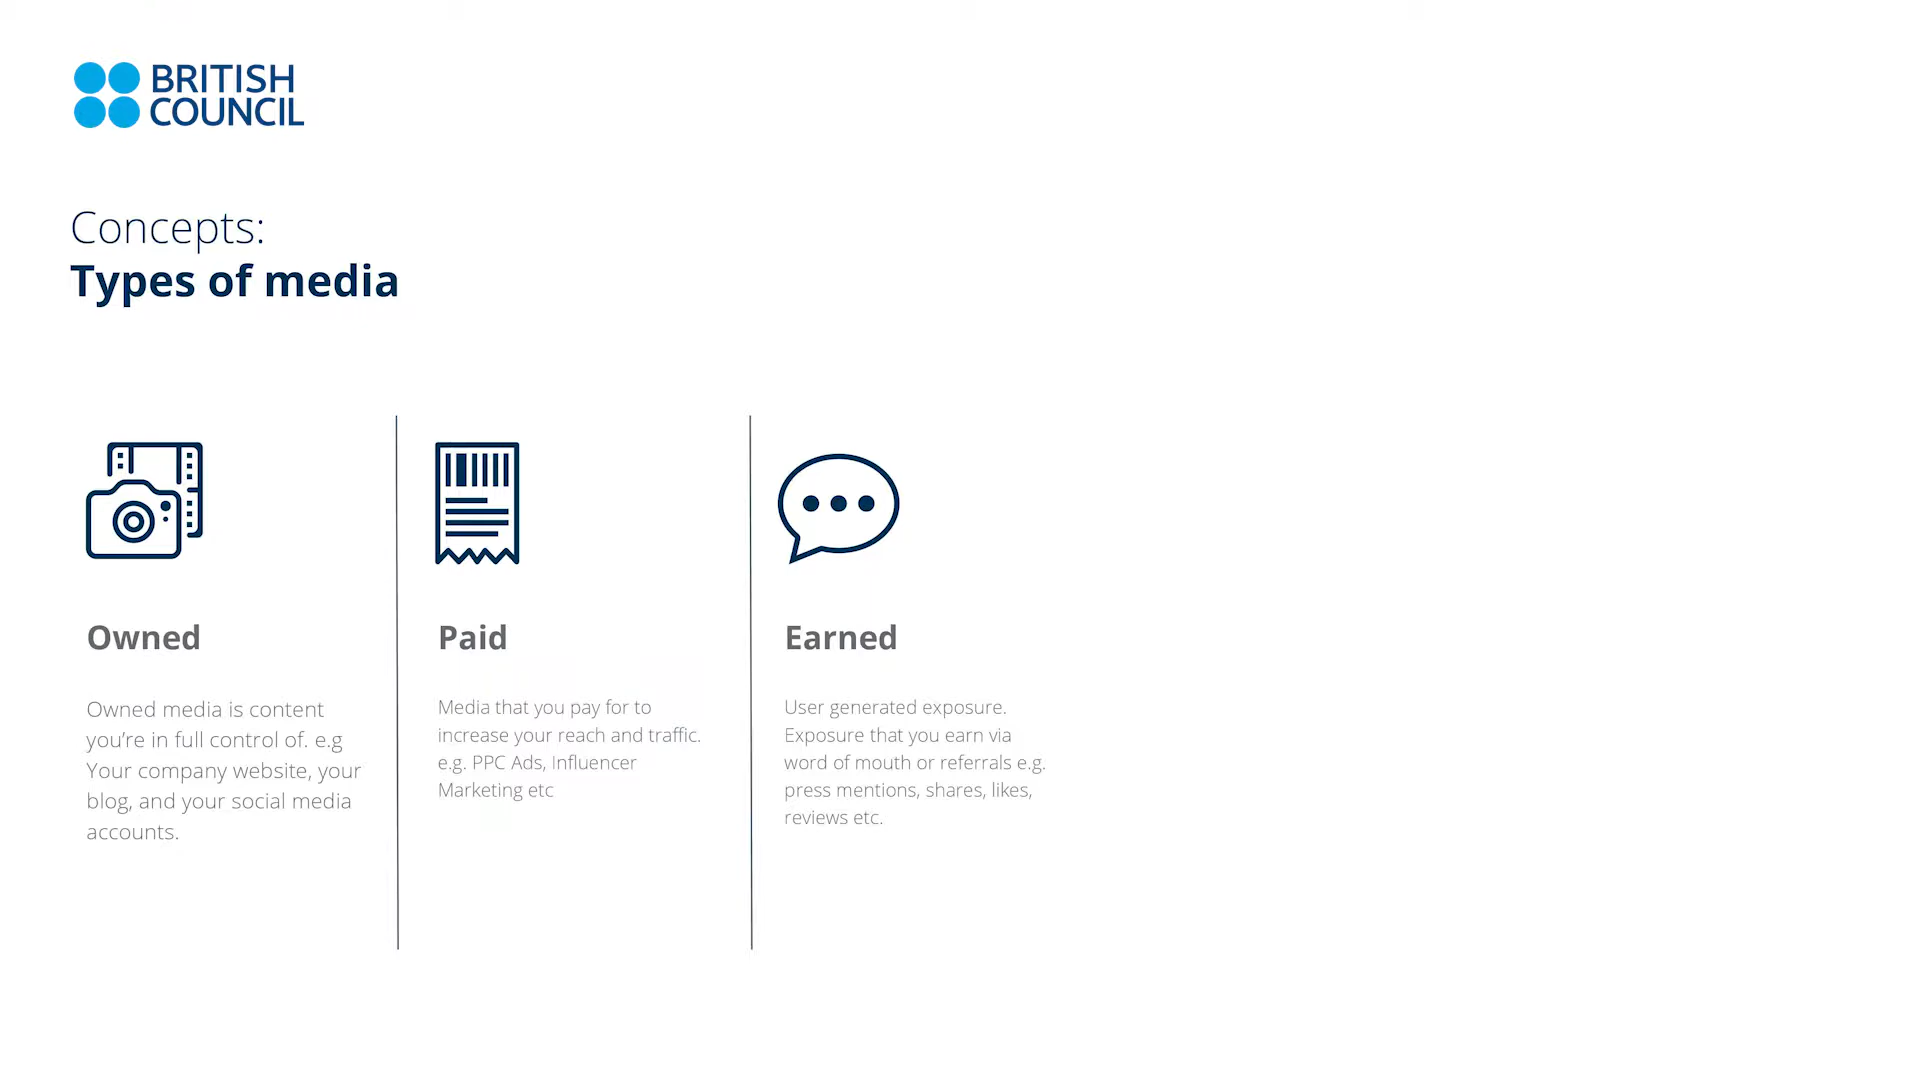 BRITISH
COUNCIL
Concepts:
Types of media
Owned
Owned media is content
you’re in full control of. e.g
Your company website, your
blog, and your social media
accounts.
Paid
Media that you pay for to
increase your reach and traffic.
e.g. PPC Ads, Influencer
Marketing etc
Earned
User generated exposure.
Exposure that you earn via
word of mouth or referrals e.g.
press mentions, shares, likes,
reviews etc.